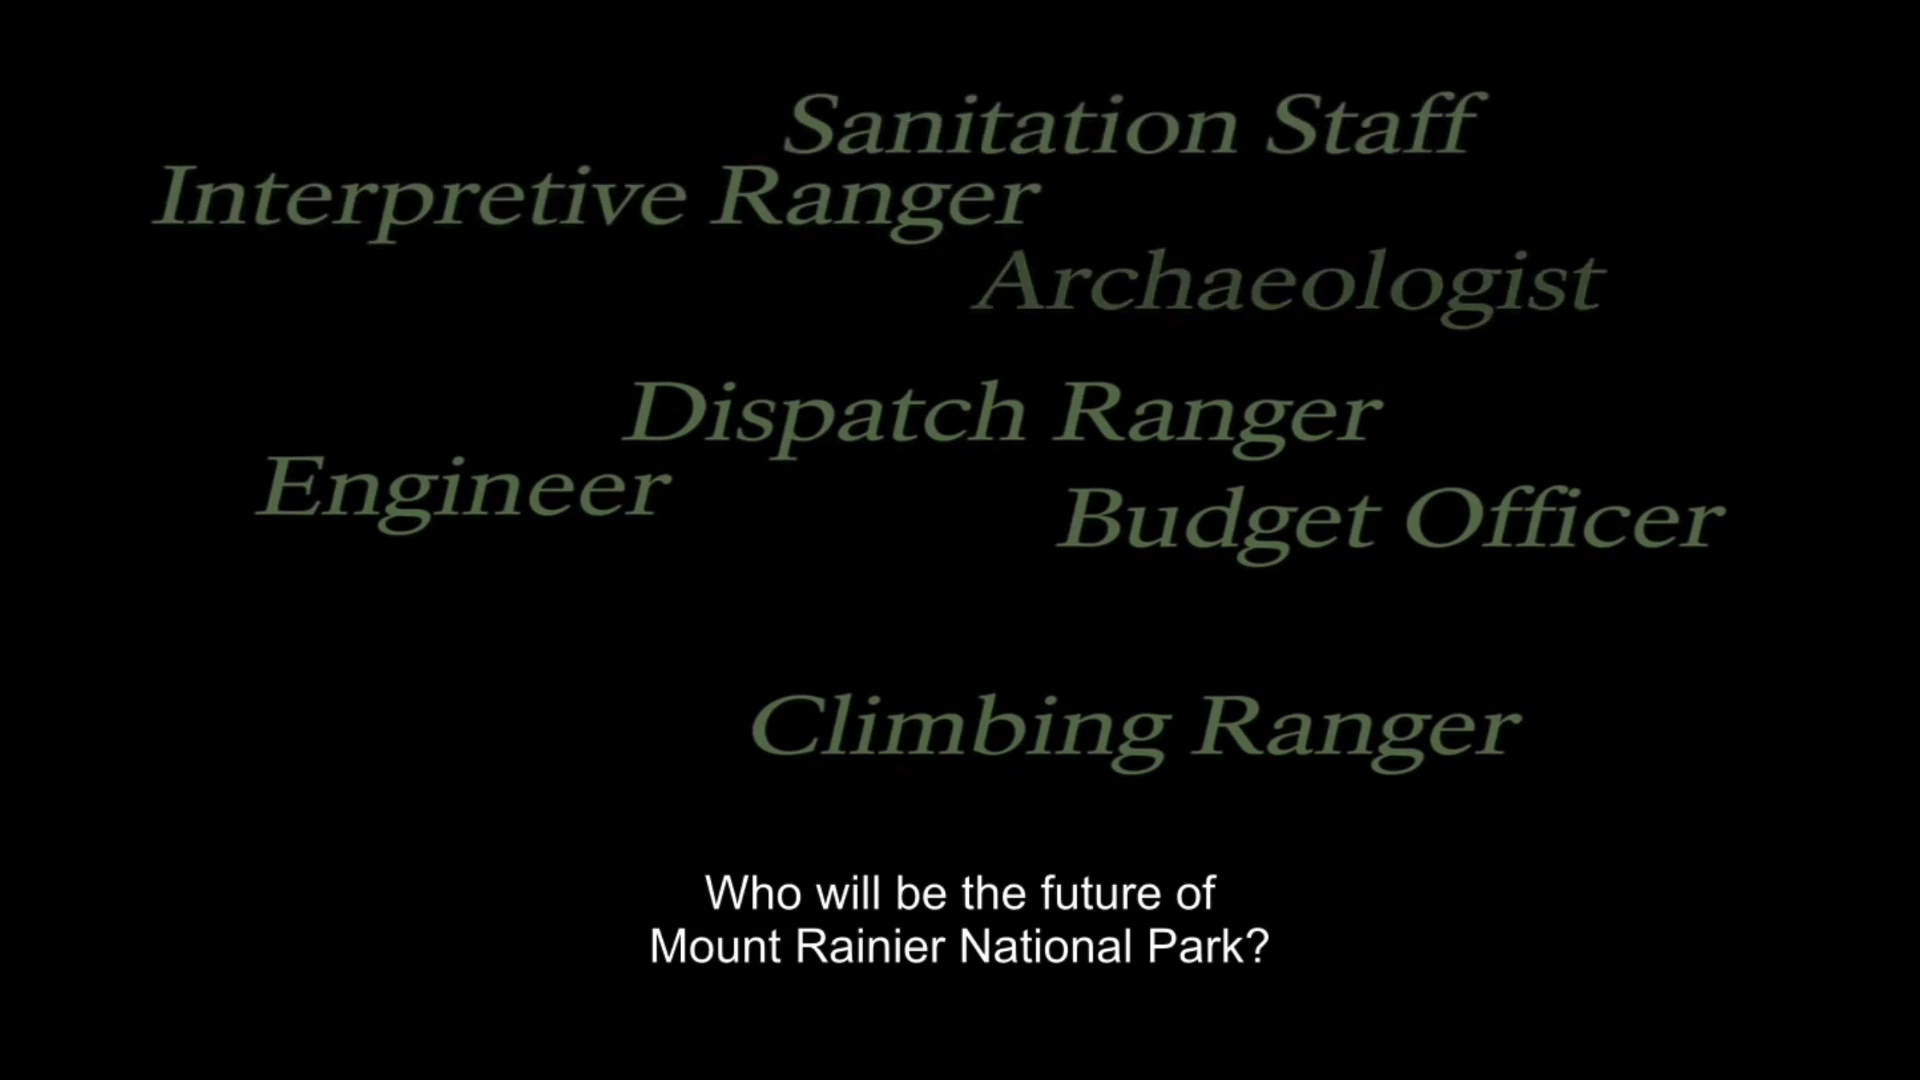 Sanitation Staff
Interpretive Ranger
Archaeologist
Dispatch Ranger
Engineer
Budget Officer
Climbing Ranger
Who will be the future of
Mount Rainier National Park?